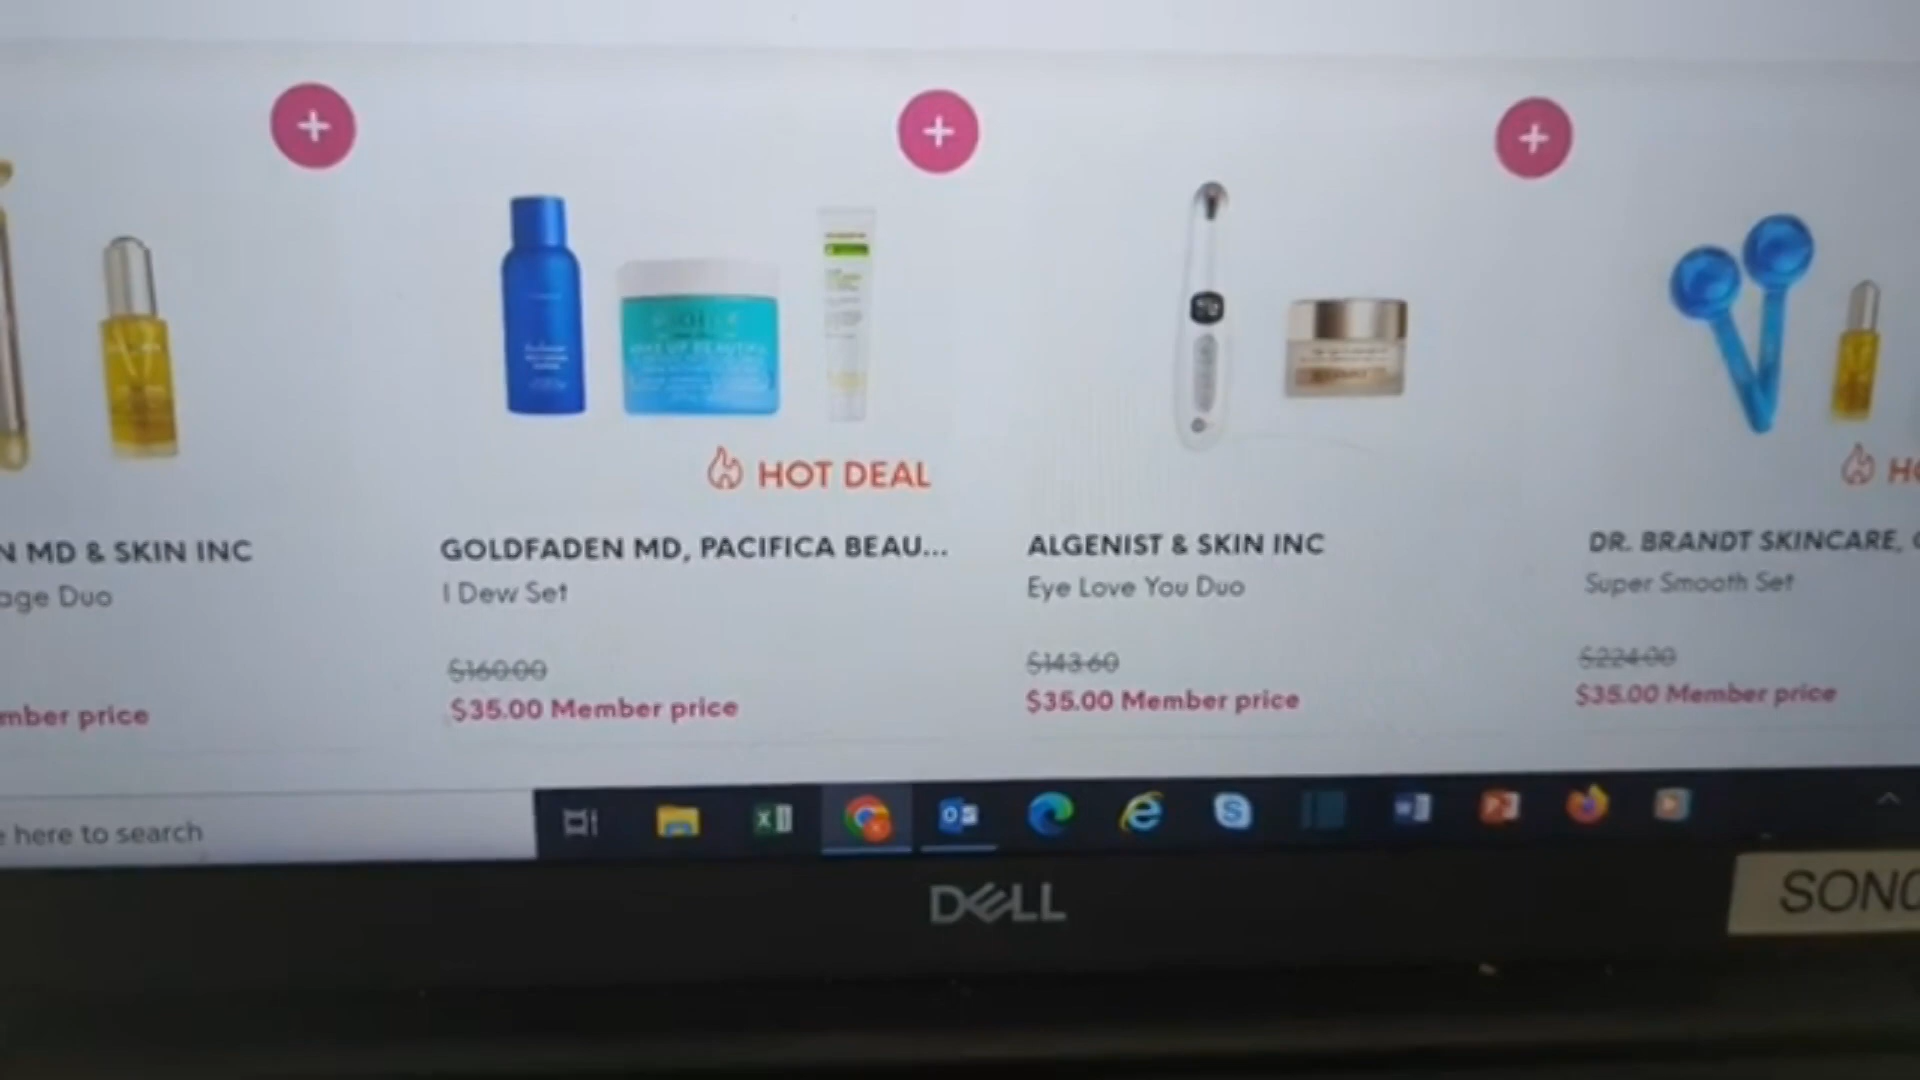 HOT DEAL
HO
N MD & SKIN INC
GOLDFADEN MD, PACIFICA BEAU...
ALGENIST & SKIN INC
DR. BRANDT SKINCARE,
age Duo
I Dew Set
Eye Love You Duo
Super Smooth Set
$160.00
$143.60
$224.00
mber price
$35.00 Member price
$35.00 Member price
$35.00 Member price
e here to search
DELL
SONG